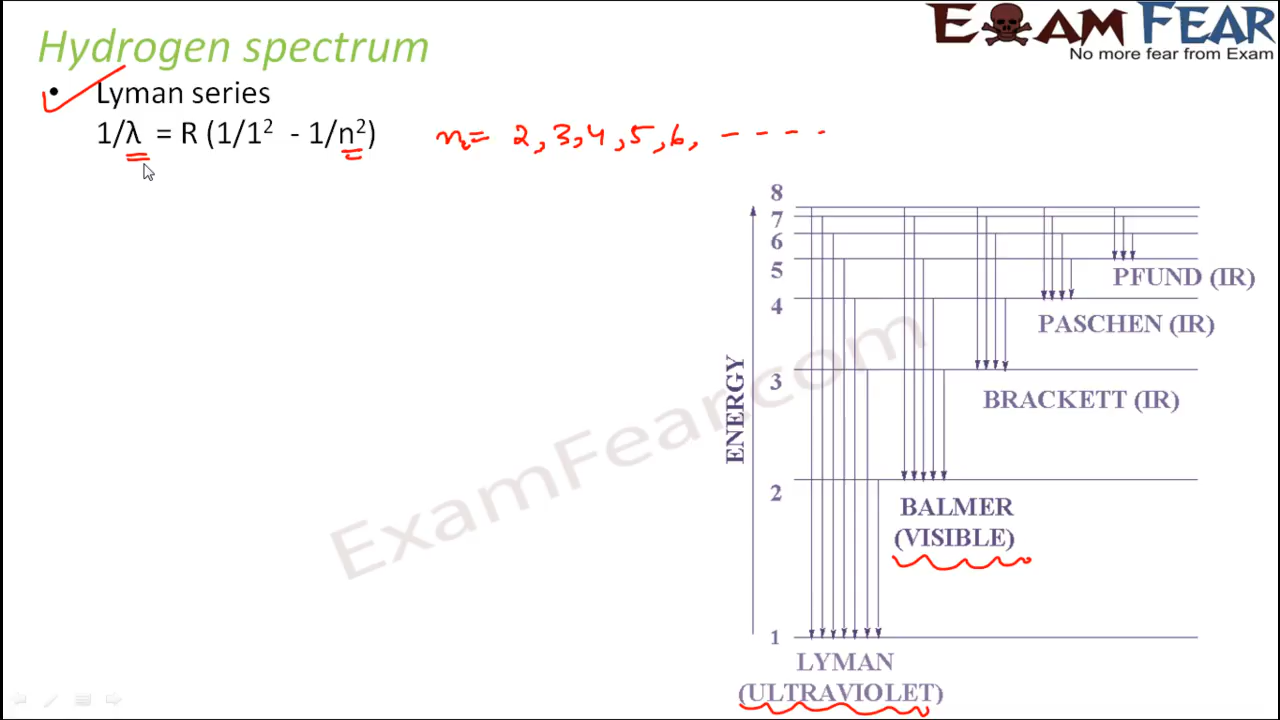 Hydrogen spectrum
EXAM FEAR
No more fear from Exam
• Lyman series
1/λ = R (1/1² - 1/n²) n = 2, 3, 4, 5, 6, - - - -
8
7
6
5
PFUND (IR)
4
PASCHEN (IR)
3
BRACKETT (IR)
ENERGY
2
BALMER
(VISIBLE)
1
LYMAN
(ULTRAVIOLET)
ExamFear.com